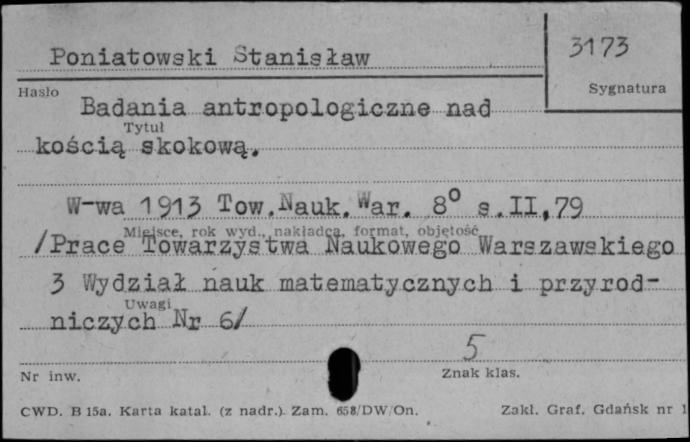 Poniatowski Stanisław
3173
Hasło
Sygnatura
Badania antropologiczne nad
Tytuł
kością skokową.
W-wa 1913 Tow.Nauk.War. 8° s.II,79
Miejsce, rok wyd., nakładca, format, objętość
/Prace Towarzystwa Naukowego Warszawskiego
3 Wydział nauk matematycznych i przyrod-
Uwagi
niczych Nr 6/
5
Nr inw.
Znak klas.
CWD. B 15a. Karta katal. (z nadr.). Zam. 658/DW/On.
Zakł. Graf. Gdańsk nr 1